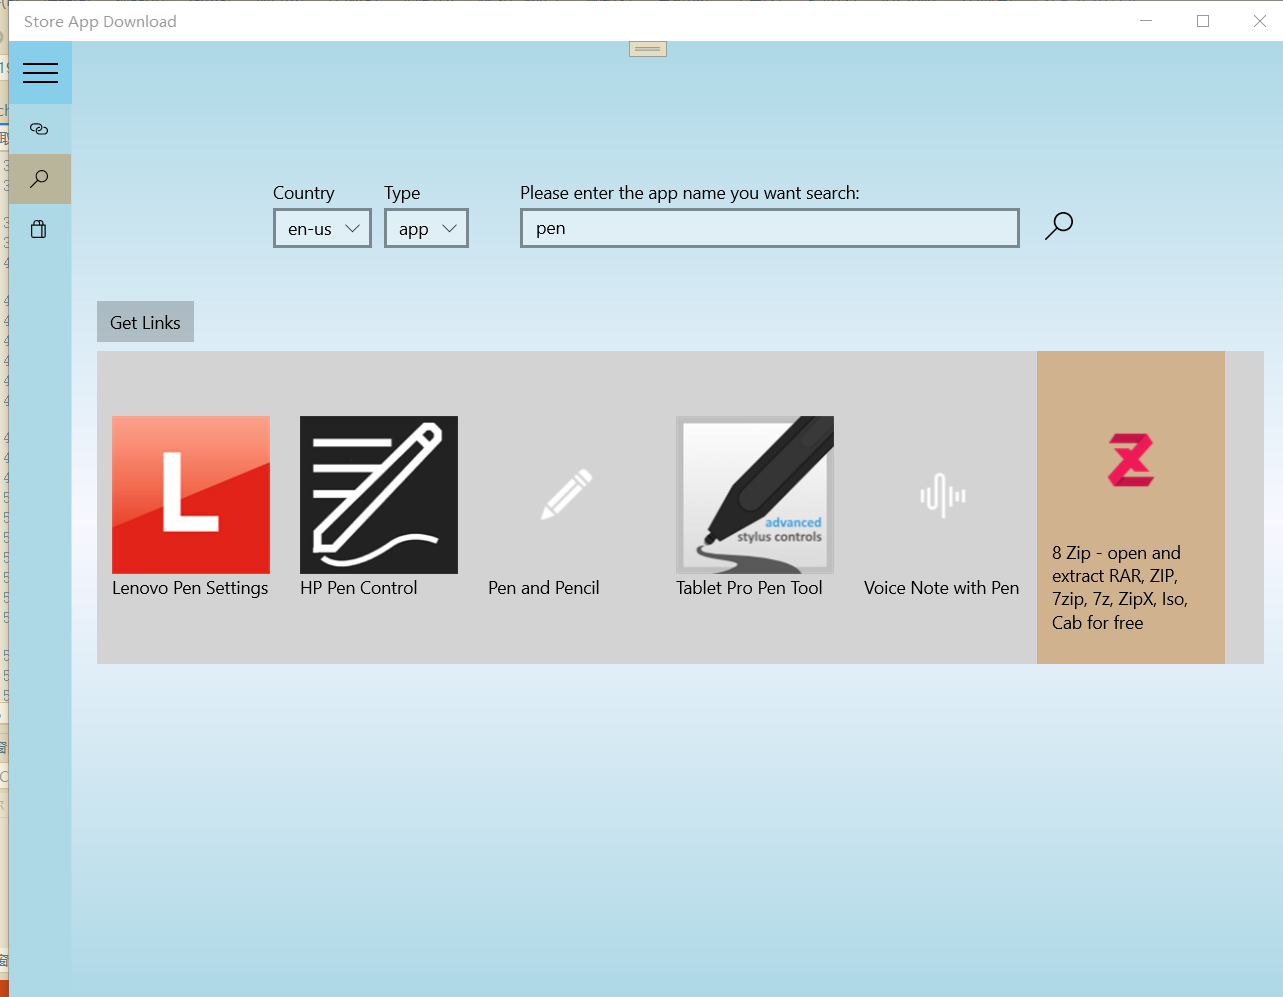 Store App Download
Country
Type
Please enter the app name you want search:
en-us
app
pen
Get Links
L
advanced
stylus controls
Lenovo Pen Settings
HP Pen Control
Pen and Pencil
Tablet Pro Pen Tool
Voice Note with Pen
8 Zip - open and
extract RAR, ZIP,
7zip, 7z, ZipX, Iso,
Cab for free